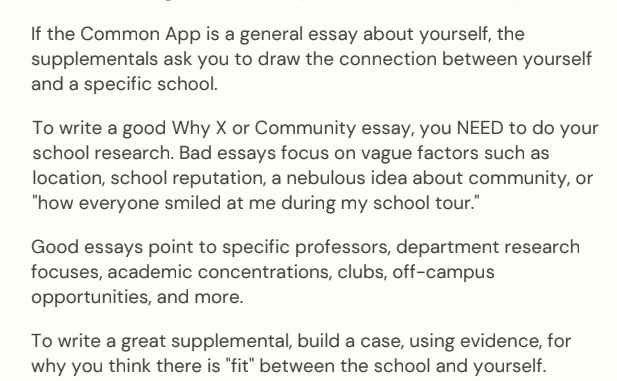 If the Common App is a general essay about yourself, the
supplementals ask you to draw the connection between yourself
and a specific school.
To write a good Why X or Community essay, you NEED to do your
school research. Bad essays focus on vague factors such as
location, school reputation, a nebulous idea about community, or
"how everyone smiled at me during my school tour."
Good essays point to specific professors, department research
focuses, academic concentrations, clubs, off-campus
opportunities, and more.
To write a great supplemental, build a case, using evidence, for
why you think there is "fit" between the school and yourself.